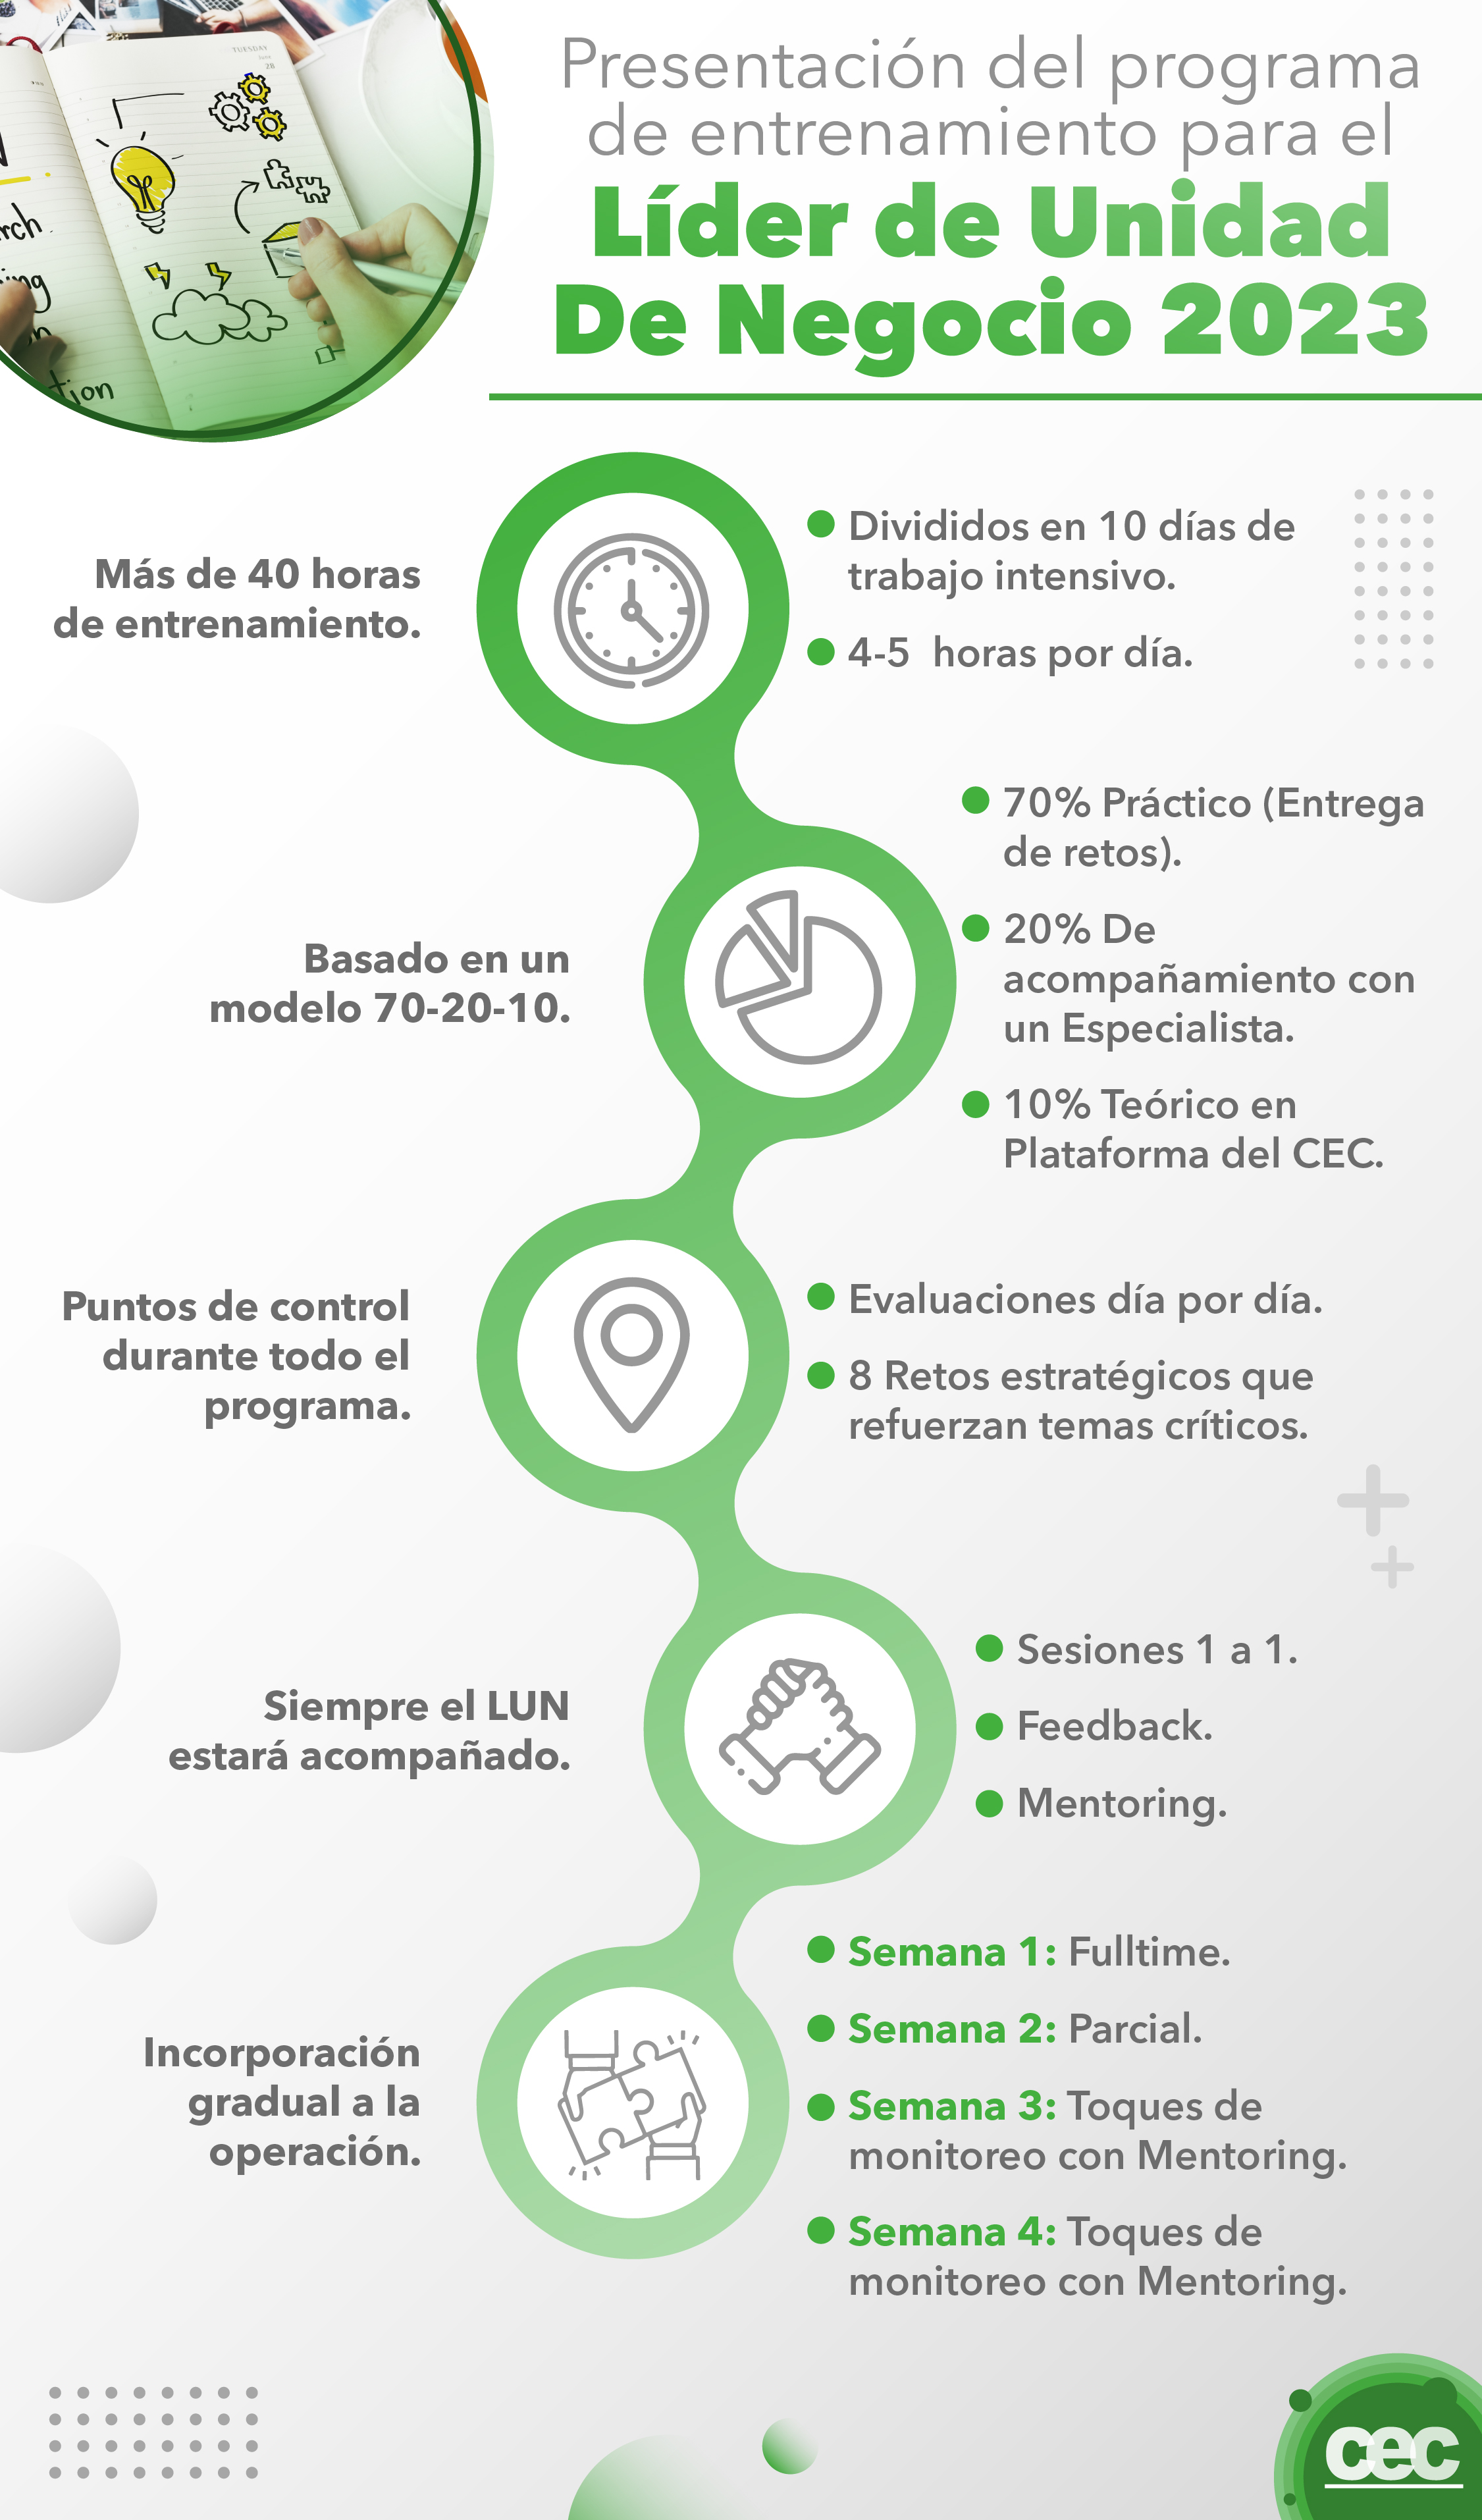 TUESDAY
28
rch
ing
n
tion
Presentación del programa
de entrenamiento para el
Líder de Unidad
De Negocio 2023
Más de 40 horas
de entrenamiento.
Divididos en 10 días de
trabajo intensivo.
4-5  horas por día.
Basado en un
modelo 70-20-10.
70% Práctico (Entrega
de retos).
20% De
acompañamiento con
un Especialista.
10% Teórico en
Plataforma del CEC.
Puntos de control
durante todo el
programa.
Evaluaciones día por día.
8 Retos estratégicos que
refuerzan temas críticos.
Siempre el LUN
estará acompañado.
Sesiones 1 a 1.
Feedback.
Mentoring.
Incorporación
gradual a la
operación.
Semana 1: Fulltime.
Semana 2: Parcial.
Semana 3: Toques de
monitoreo con Mentoring.
Semana 4: Toques de
monitoreo con Mentoring.
cec